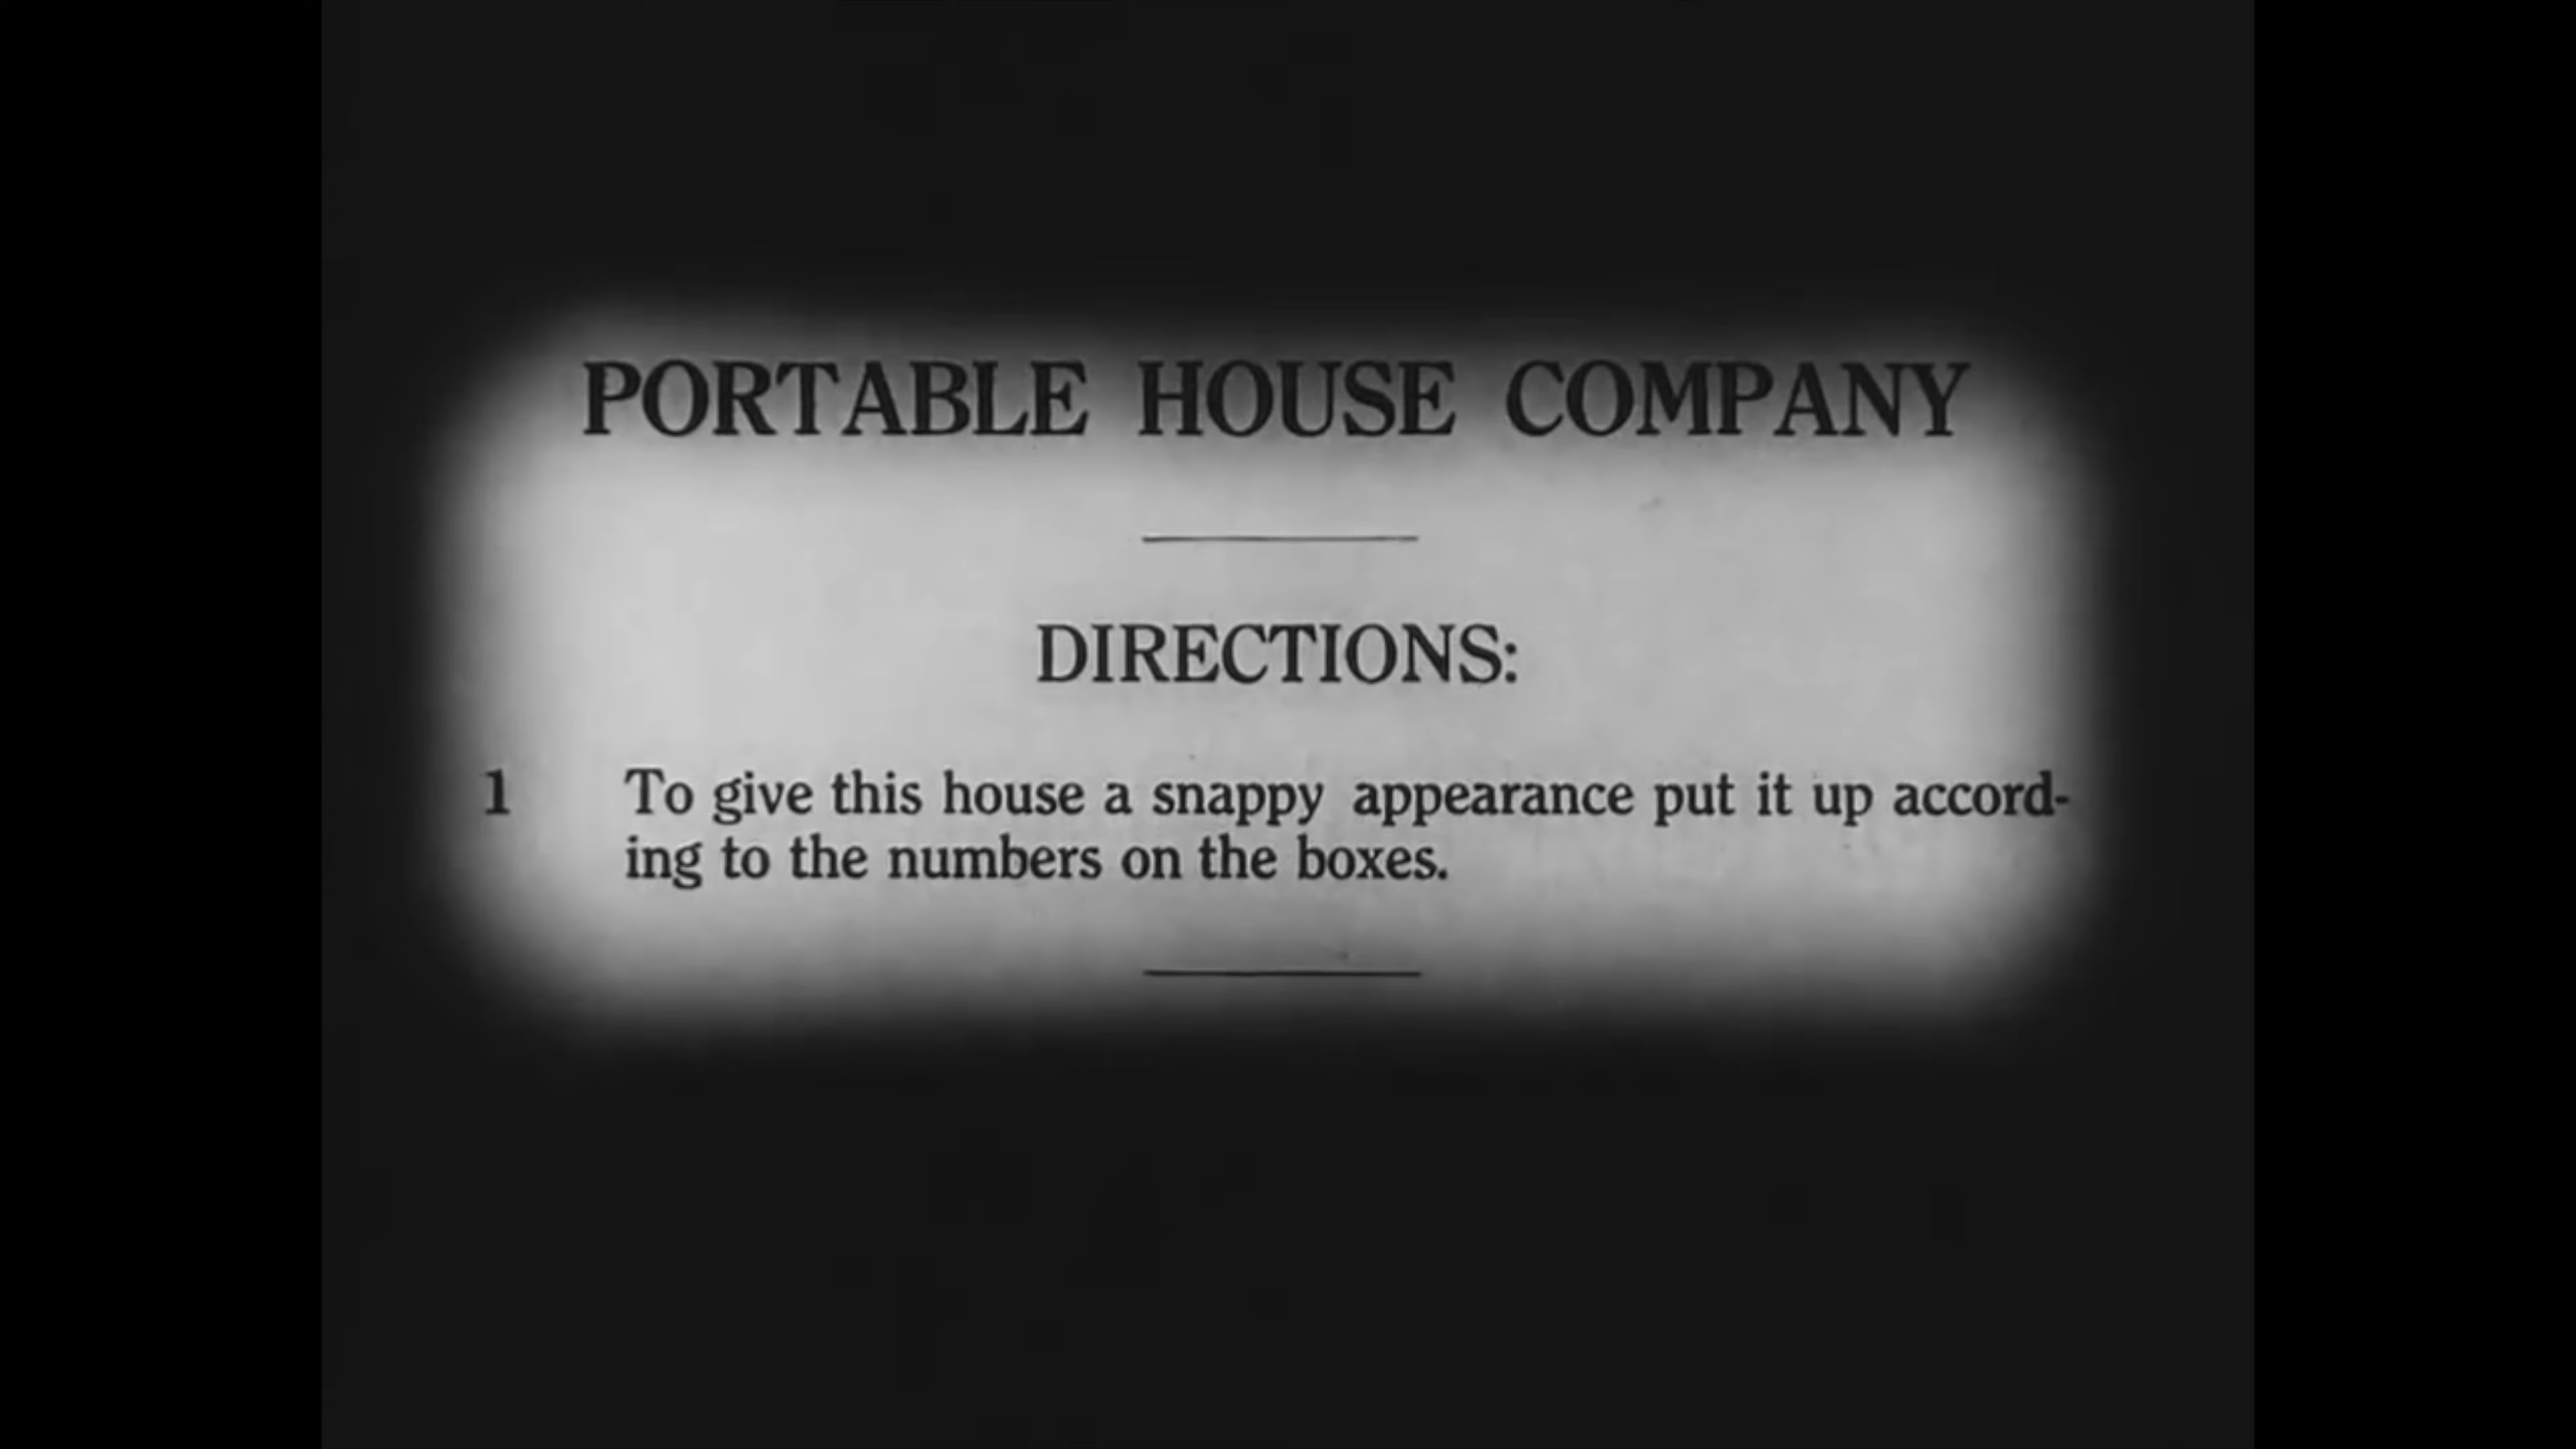 PORTABLE HOUSE COMPANY
DIRECTIONS:
1 To give this house a snappy appearance put it up accord-
ing to the numbers on the boxes.